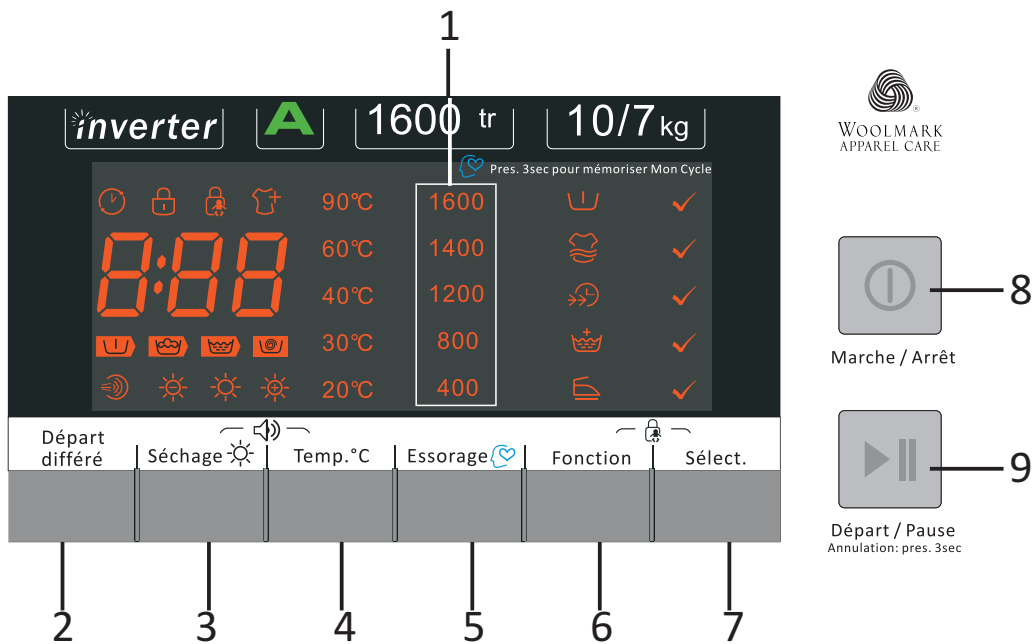 1
inverter
A
1600 tr
10/7 kg
WOOLMARK
APPAREL CARE
Pres. 3sec pour mémoriser Mon Cycle
90°C 1600
8:88 60°C 1400
40°C 1200
30°C 800
20°C 400
8
Marche / Arrêt
Départ
différé
Séchage
Temp.°C
Essorage
Fonction
Sélect.
9
Départ / Pause
Annulation: pres. 3sec
2 3 4 5 6 7